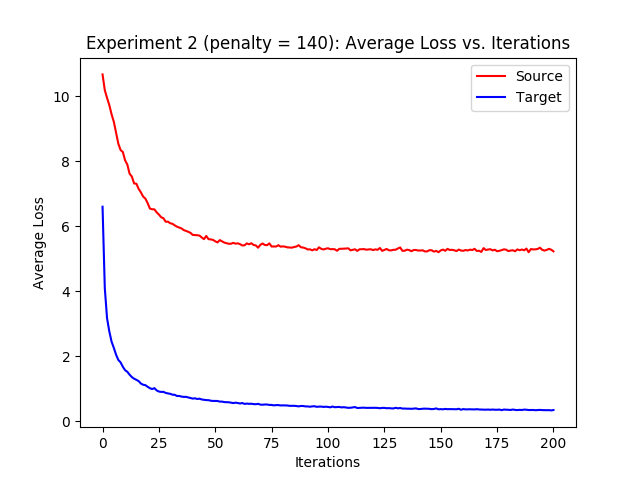 Experiment 2 (penalty = 140): Average Loss vs. Iterations
Source
Target
Average Loss
10
8
6
4
2
0
0 25 50 75 100 125 150 175 200
Iterations